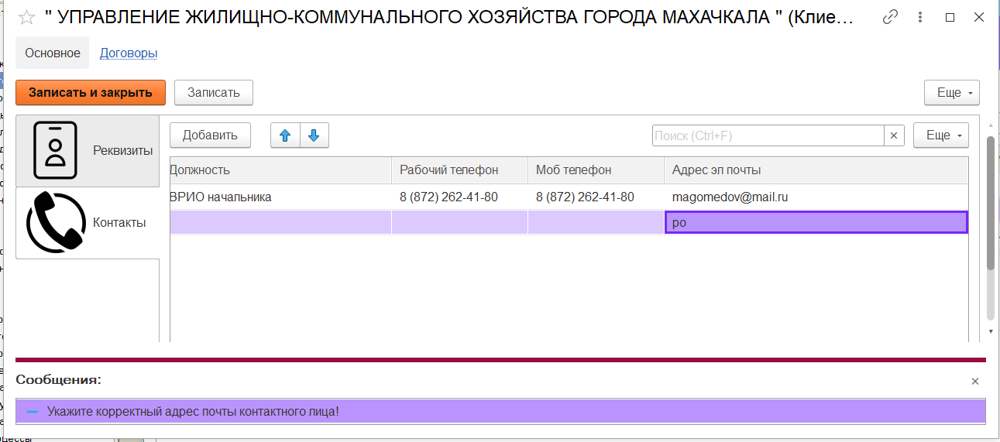 " УПРАВЛЕНИЕ ЖИЛИЩНО-КОММУНАЛЬНОГО ХОЗЯЙСТВА ГОРОДА МАХАЧКАЛА " (Клие...
Основное Договоры
Записать и закрыть Записать Еще
Реквизиты
Контакты
Добавить Поиск (Ctrl+F) × Еще
Должность Рабочий телефон Моб телефон Адрес эл почты
ВРИО начальника 8 (872) 262-41-80 8 (872) 262-41-80 magomedov@mail.ru
ро
Сообщения:
Укажите корректный адрес почты контактного лица!